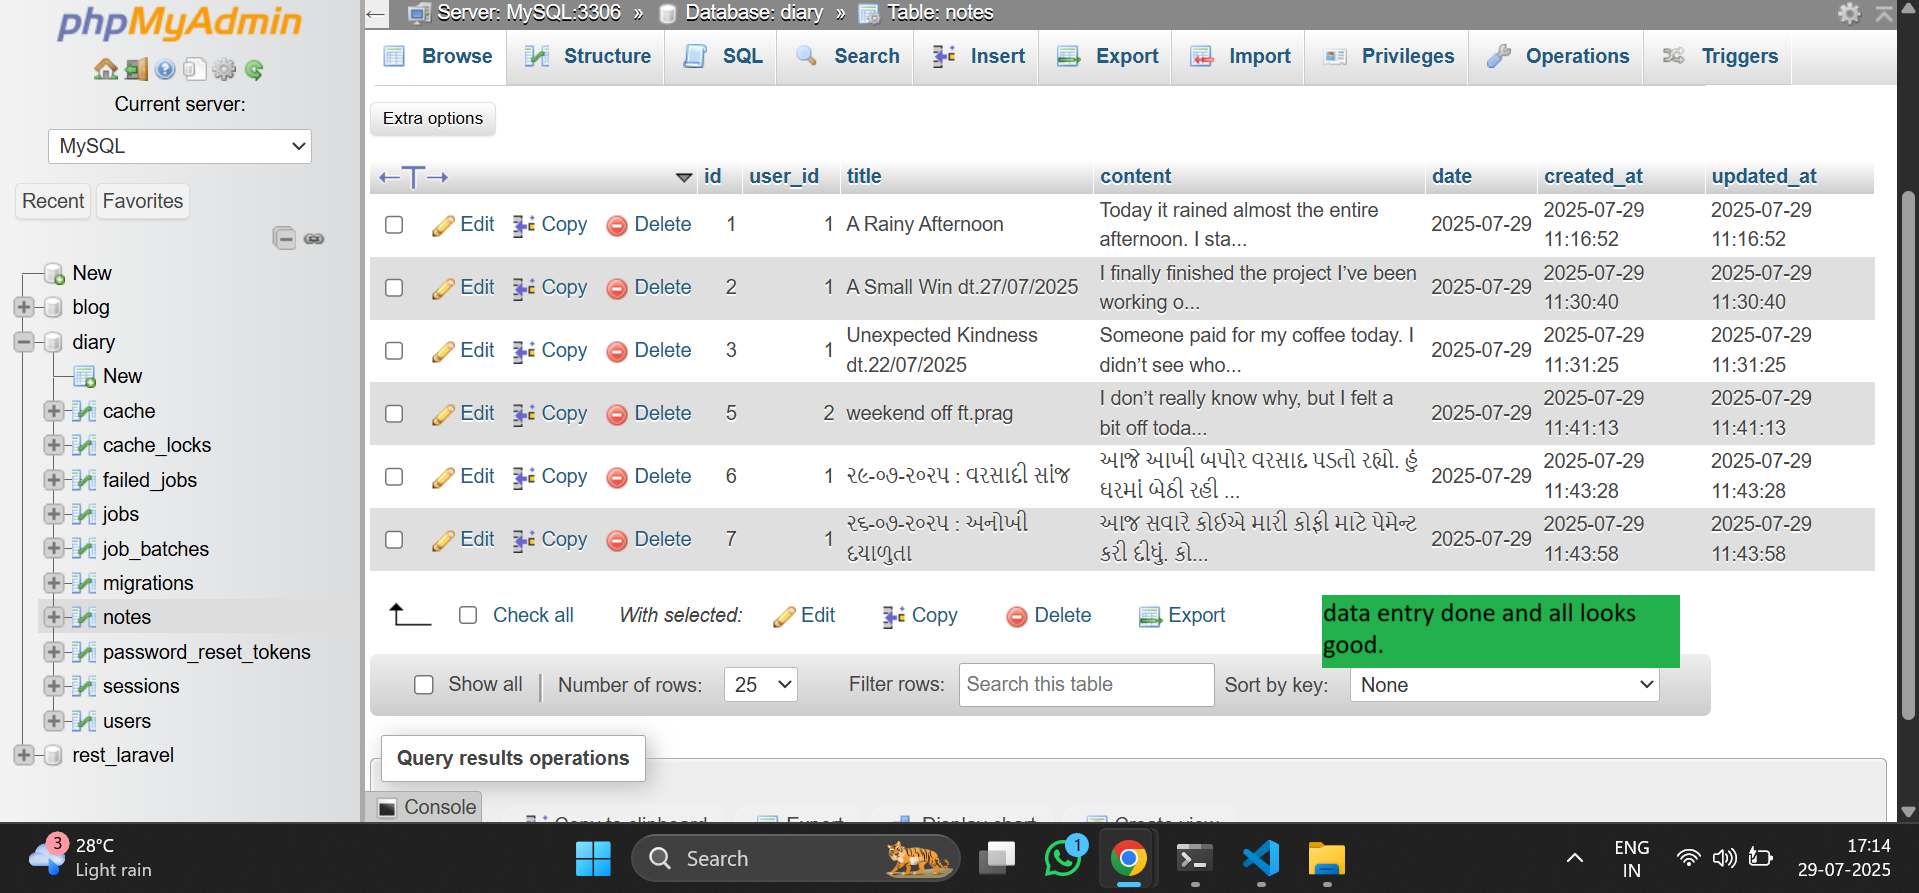 phpMyAdmin
Current server:
MySQL
Recent Favorites
New
blog
diary
New
cache
cache_locks
failed_jobs
jobs
job_batches
migrations
notes
password_reset_tokens
sessions
users
rest_laravel
Server: MySQL:3306 » Database: diary » Table: notes
Browse Structure SQL Search Insert Export Import Privileges Operations Triggers
Extra options
id user_id title content date created_at updated_at
Edit Copy Delete 1 1 A Rainy Afternoon Today it rained almost the entire afternoon. I sta... 2025-07-29 2025-07-29 11:16:52 2025-07-29 11:16:52
Edit Copy Delete 2 1 A Small Win dt.27/07/2025 I finally finished the project I’ve been working o... 2025-07-29 2025-07-29 11:30:40 2025-07-29 11:30:40
Edit Copy Delete 3 1 Unexpected Kindness dt.22/07/2025 Someone paid for my coffee today. I didn’t see who... 2025-07-29 2025-07-29 11:31:25 2025-07-29 11:31:25
Edit Copy Delete 5 2 weekend off ft.prag I don’t really know why, but I felt a bit off toda... 2025-07-29 2025-07-29 11:41:13 2025-07-29 11:41:13
Edit Copy Delete 6 1 ૨૯-૦૭-૨૦૨૫ : વરસાદી સાંજ આજે આખી બપોર વરસાદ પડતો રહ્યો. હું ઘરમાં બેઠી રહી ... 2025-07-29 2025-07-29 11:43:28 2025-07-29 11:43:28
Edit Copy Delete 7 1 ૨૬-૦૭-૨૦૨૫ : અનોખી દયાળુતા આજ સવારે કોઈએ મારી કોફી માટે પેમેન્ટ કરી દીધું. કો... 2025-07-29 2025-07-29 11:43:58 2025-07-29 11:43:58
Check all With selected: Edit Copy Delete Export
data entry done and all looks
good.
Show all Number of rows: 25 Filter rows: Search this table Sort by key: None
Query results operations
Console
Copy to clipboard Export Display chart Create view
3
28°C
Light rain
Search
1
ENG
IN
17:14
29-07-2025